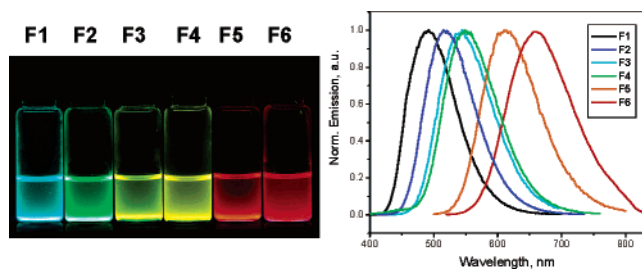 F1 F2 F3 F4 F5 F6
Norm. Emission, a.u.
1.0
0.8
0.6
0.4
0.2
0.0
400 500 600 700 800
Wavelength, nm
F1
F2
F3
F4
F5
F6